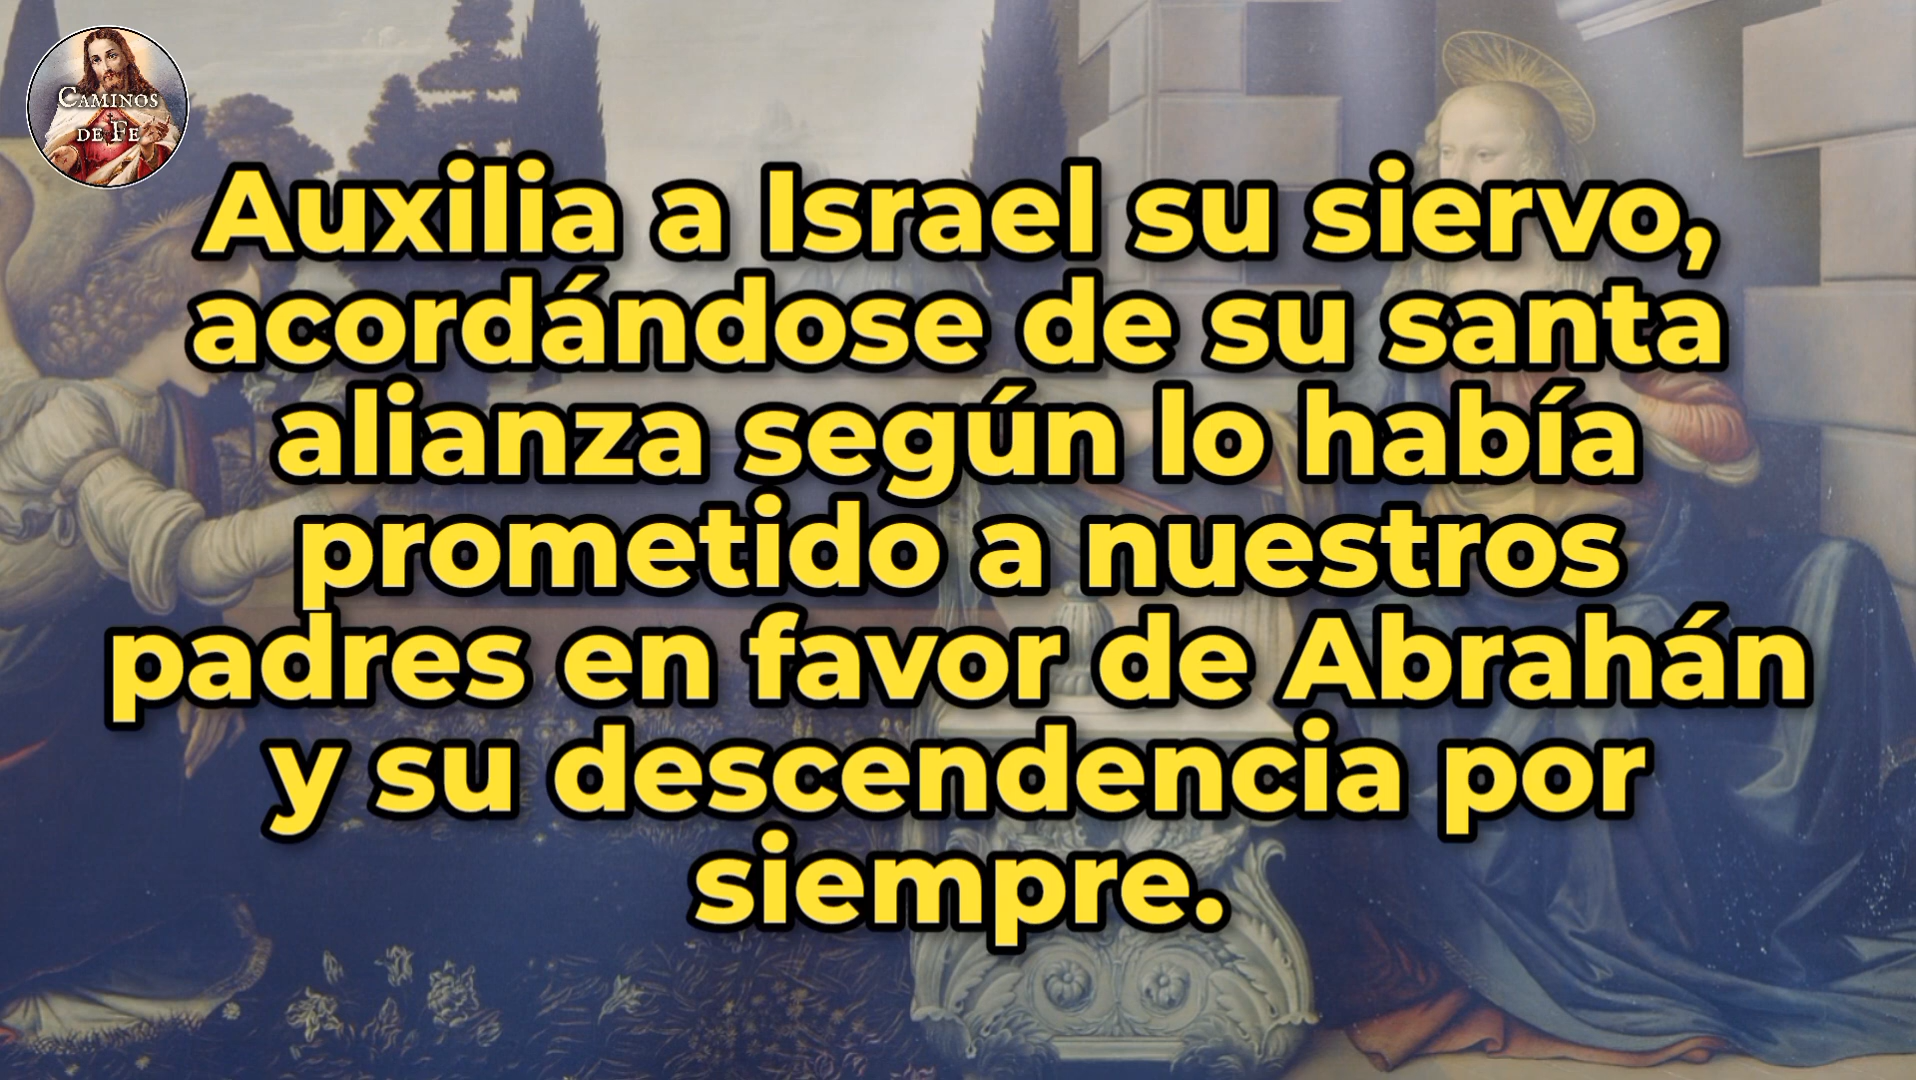 CAMINOS
DE FE
Auxilia a Israel su siervo,
acordándose de su santa
alianza según lo había
prometido a nuestros
padres en favor de Abrahán
y su descendencia por
siempre.